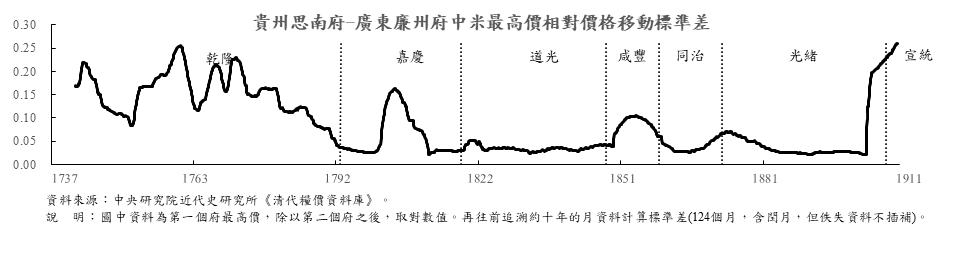 貴州思南府-廣東廉州府中米最高價相對價格移動標準差
0.30
0.25
0.20
0.15
0.10
0.05
0.00
乾隆
嘉慶
道光
咸豐
同治
光緒
宣統
1737
1763
1792
1822
1851
1881
1911
資料來源：中央研究院近代史研究所《清代糧價資料庫》。
說　明：圖中資料為第一個府最高價，除以第二個府之後，取對數值。再往前追溯約十年的月資料計算標準差(124個月，含閏月，但佚失資料不插補)。